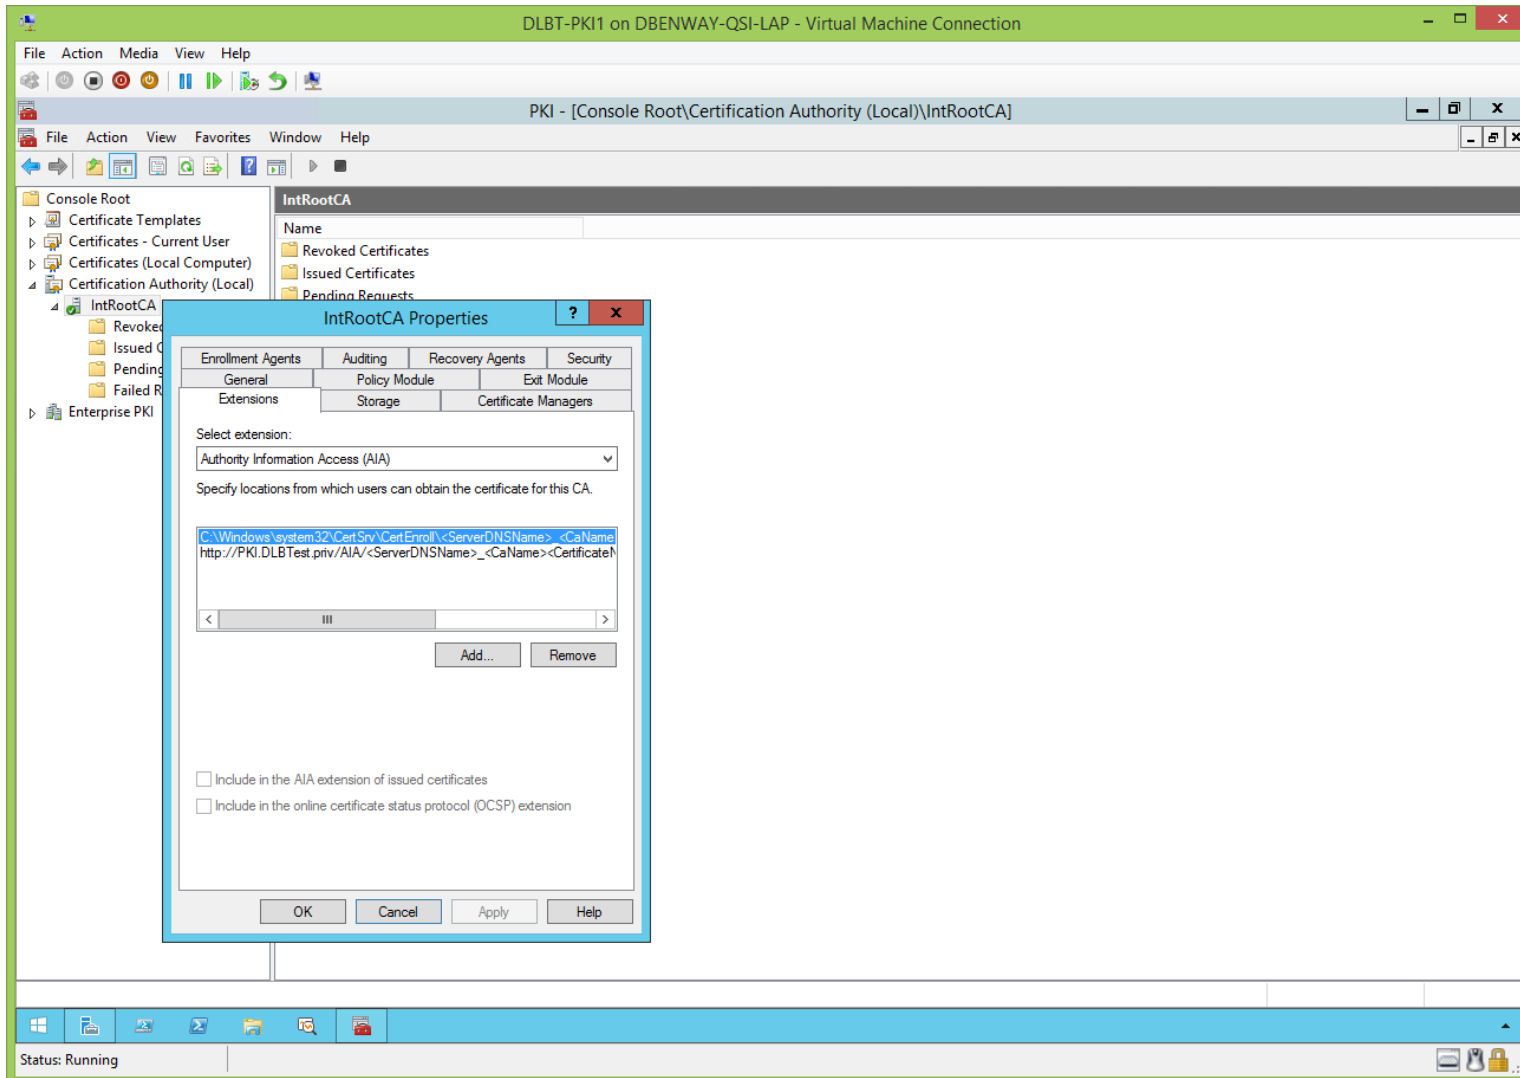 DLBT-PKI1 on DBENWAY-QSI-LAP - Virtual Machine Connection
File Action Media View Help
PKI - [Console Root\Certification Authority (Local)\IntRootCA]
File Action View Favorites Window Help
Console Root
Certificate Templates
Certificates - Current User
Certificates (Local Computer)
Certification Authority (Local)
IntRootCA
Revoked
Issued C
Pending
Failed R
Enterprise PKI
IntRootCA
Name
Revoked Certificates
Issued Certificates
Pending Requests
IntRootCA Properties
Enrollment Agents Auditing Recovery Agents Security
General Policy Module Exit Module
Extensions Storage Certificate Managers
Select extension:
Authority Information Access (AIA)
Specify locations from which users can obtain the certificate for this CA.
C:\Windows\system32\CertSrv\CertEnroll\<ServerDNSName>_<CaName
http://PKI.DLBTest.priv/AIA/<ServerDNSName>_<CaName><CertificateN
Add... Remove
Include in the AIA extension of issued certificates
Include in the online certificate status protocol (OCSP) extension
OK Cancel Apply Help
Status: Running